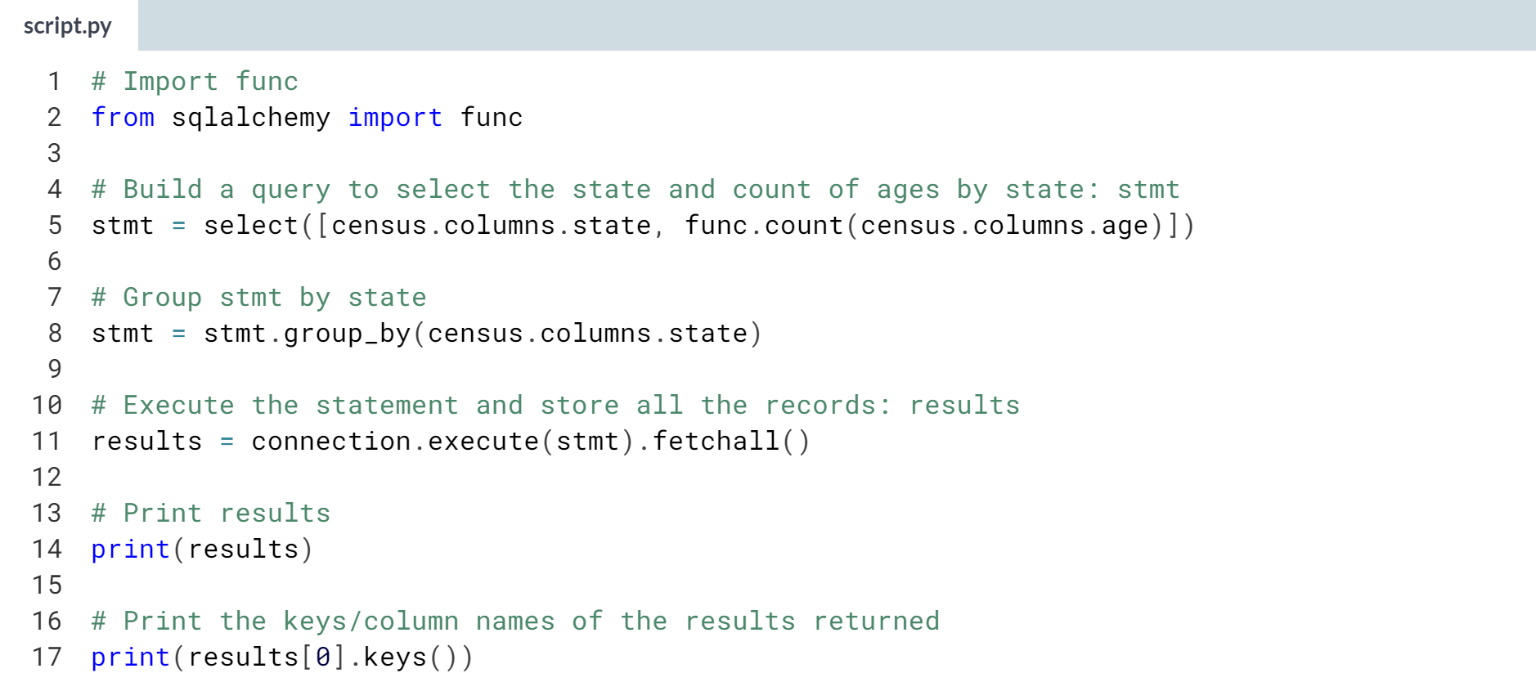 script.py
1 # Import func
2 from sqlalchemy import func
3
4 # Build a query to select the state and count of ages by state: stmt
5 stmt = select([census.columns.state, func.count(census.columns.age)])
6
7 # Group stmt by state
8 stmt = stmt.group_by(census.columns.state)
9
10 # Execute the statement and store all the records: results
11 results = connection.execute(stmt).fetchall()
12
13 # Print results
14 print(results)
15
16 # Print the keys/column names of the results returned
17 print(results[0].keys())